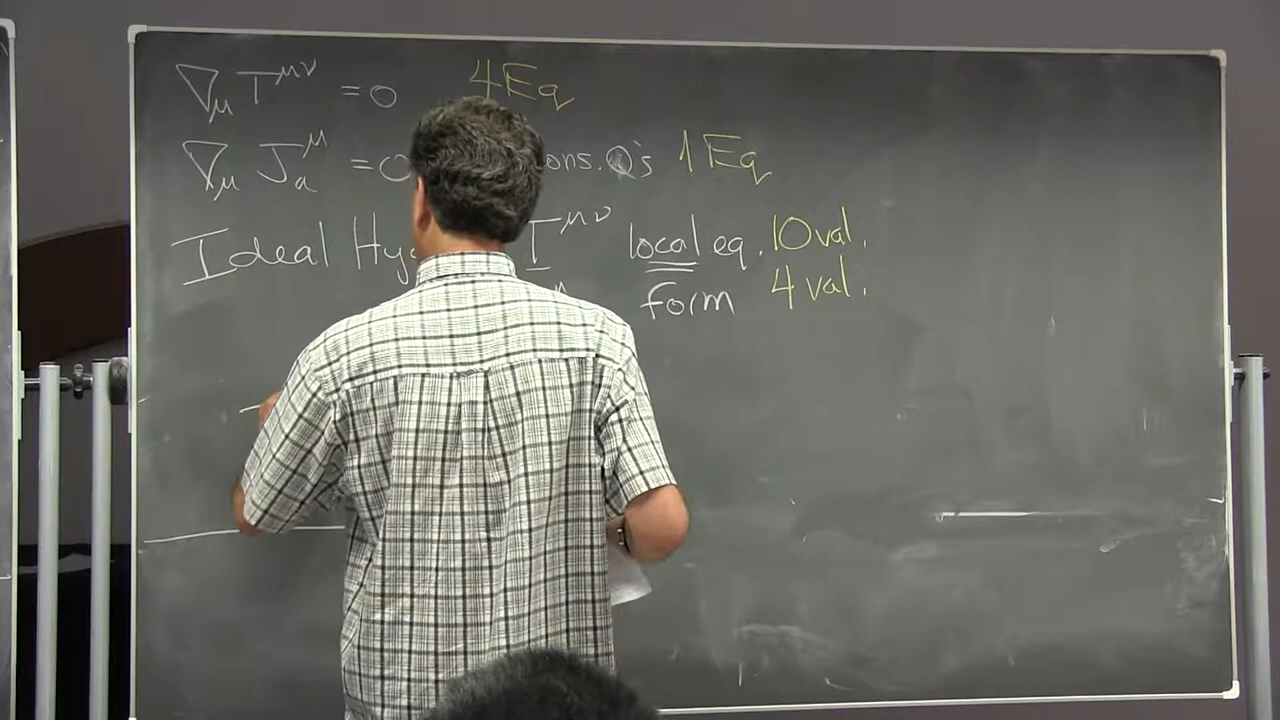 ∇_μ T^{μν} = 0 4 Eq
∇_μ J_a^μ = 0 ons. Q's 1 Eq
Ideal Hy T^{μν} local eq. 10 val.
form 4 val.